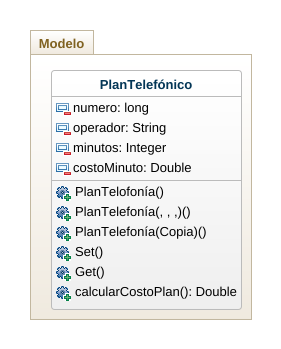 Modelo
PlanTelefónico
numero: long
operador: String
minutos: Integer
costoMinuto: Double
PlanTelofonía()
PlanTelefonía(, , ,)()
PlanTelefonía(Copia)()
Set()
Get()
calcularCostoPlan(): Double